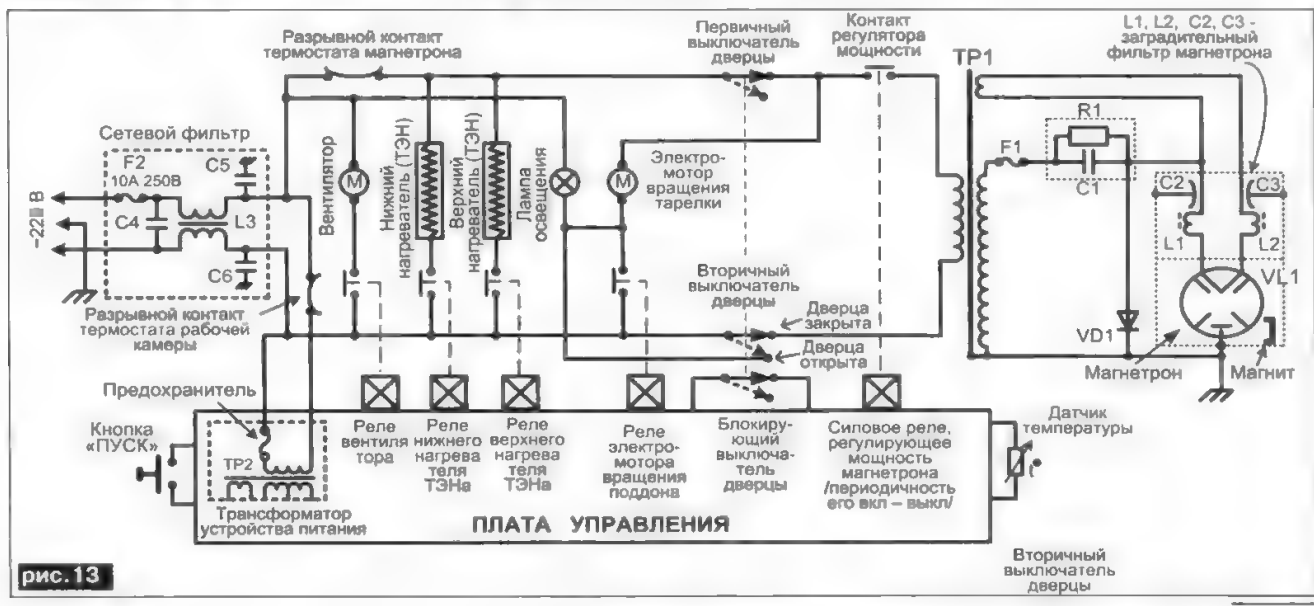 Разрывной контакт
термостата магнетрона
Первичный
выключатель
дверцы
Контакт
регулятора
мощности
L1, L2, C2, C3 -
заградительный
фильтр магнетрона
ТР1
Сетевой фильтр
F2
10А 250В
C5
C4
L3
C6
Вентилятор
Нижний
нагреватель (ТЭН)
Верхний
нагреватель (ТЭН)
Лампа
освещения
M
M
Электро-
мотор
вращения
тарелки
F1
R1
C1
C2
C3
L1
L2
VL1
VD1
Магнетрон
Магнит
Разрывной контакт
термостата рабочей
камеры
Вторичный
выключатель
дверцы
Дверца
закрыта
Дверца
открыта
Предохранитель
Кнопка
«ПУСК»
ТР2
Трансформатор
устройства питания
Реле
вентиля
тора
Реле
нижнего
нагрева
теля
ТЭНа
Реле
верхнего
нагрева
теля
ТЭНа
Реле
электро-
мотора
вращения
поддона
Блокиру-
ющий
выключа-
тель
дверцы
Силовое реле,
регулирующее
мощность
магнетрона
/периодичность
его вкл – выкл/
Датчик
температуры
t°
ПЛАТА УПРАВЛЕНИЯ
Вторичный
выключатель
дверцы
рис.13